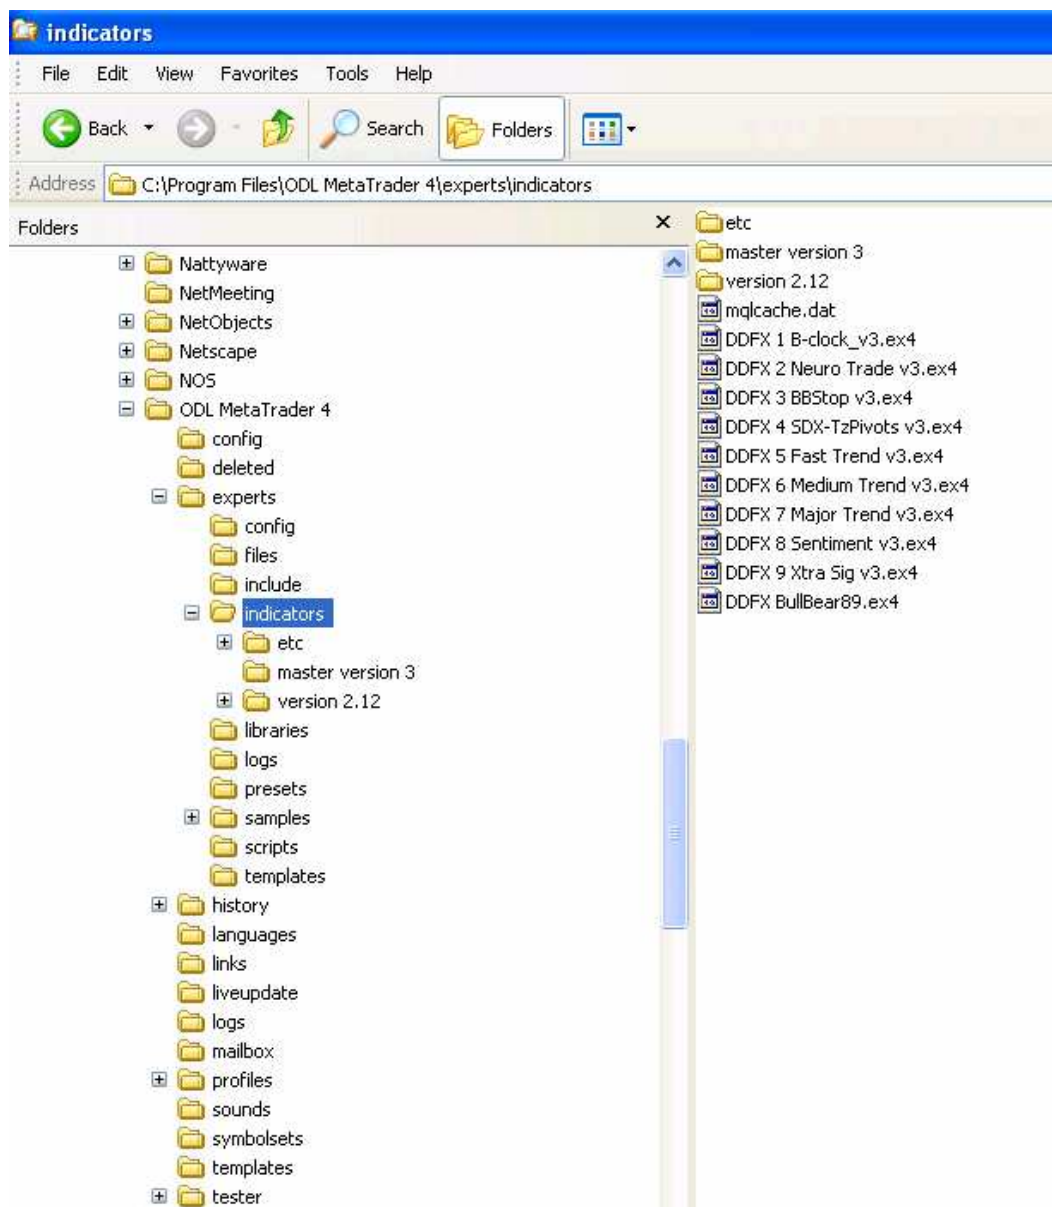 indicators
File Edit View Favorites Tools Help
Back Search Folders
Address C:\Program Files\ODL MetaTrader 4\experts\indicators
Folders
Nattyware
NetMeeting
NetObjects
Netscape
NOS
ODL MetaTrader 4
config
deleted
experts
config
files
include
indicators
etc
master version 3
version 2.12
libraries
logs
presets
samples
scripts
templates
history
languages
links
liveupdate
logs
mailbox
profiles
sounds
symbolsets
templates
tester
etc
master version 3
version 2.12
mqlcache.dat
DDFX 1 B-clock_v3.ex4
DDFX 2 Neuro Trade v3.ex4
DDFX 3 BBStop v3.ex4
DDFX 4 SDX-TzPivots v3.ex4
DDFX 5 Fast Trend v3.ex4
DDFX 6 Medium Trend v3.ex4
DDFX 7 Major Trend v3.ex4
DDFX 8 Sentiment v3.ex4
DDFX 9 Xtra Sig v3.ex4
DDFX BullBear89.ex4